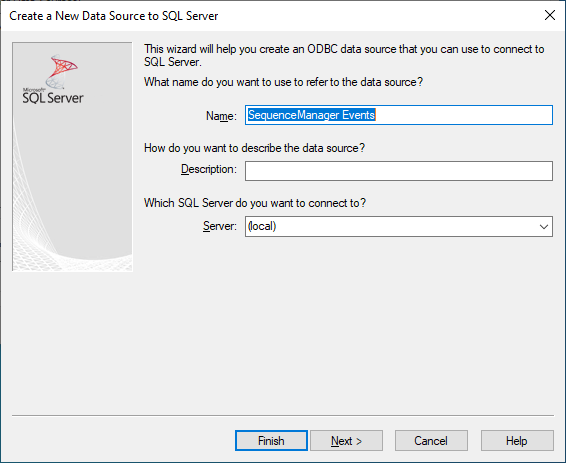 Create a New Data Source to SQL Server
Microsoft
SQL Server
This wizard will help you create an ODBC data source that you can use to connect to
SQL Server.
What name do you want to use to refer to the data source?
Name: SequenceManager Events
How do you want to describe the data source?
Description:
Which SQL Server do you want to connect to?
Server: (local)
Finish Next > Cancel Help